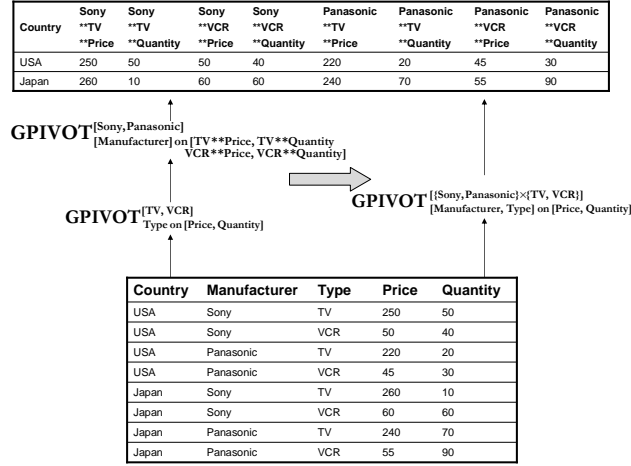 Country Sony **TV **Price Sony **TV **Quantity Sony **VCR **Price Sony **VCR **Quantity Panasonic **TV **Price Panasonic **TV **Quantity Panasonic **VCR **Price Panasonic **VCR **Quantity
USA 250 50 50 40 220 20 45 30
Japan 260 10 60 60 240 70 55 90
GPIVOT [Sony, Panasonic]
[Manufacturer] on [TV**Price, TV**Quantity
VCR**Price, VCR**Quantity]
GPIVOT [TV, VCR]
Type on [Price, Quantity]
GPIVOT [{Sony, Panasonic}×{TV, VCR}]
[Manufacturer, Type] on [Price, Quantity]
Country Manufacturer Type Price Quantity
USA Sony TV 250 50
USA Sony VCR 50 40
USA Panasonic TV 220 20
USA Panasonic VCR 45 30
Japan Sony TV 260 10
Japan Sony VCR 60 60
Japan Panasonic TV 240 70
Japan Panasonic VCR 55 90